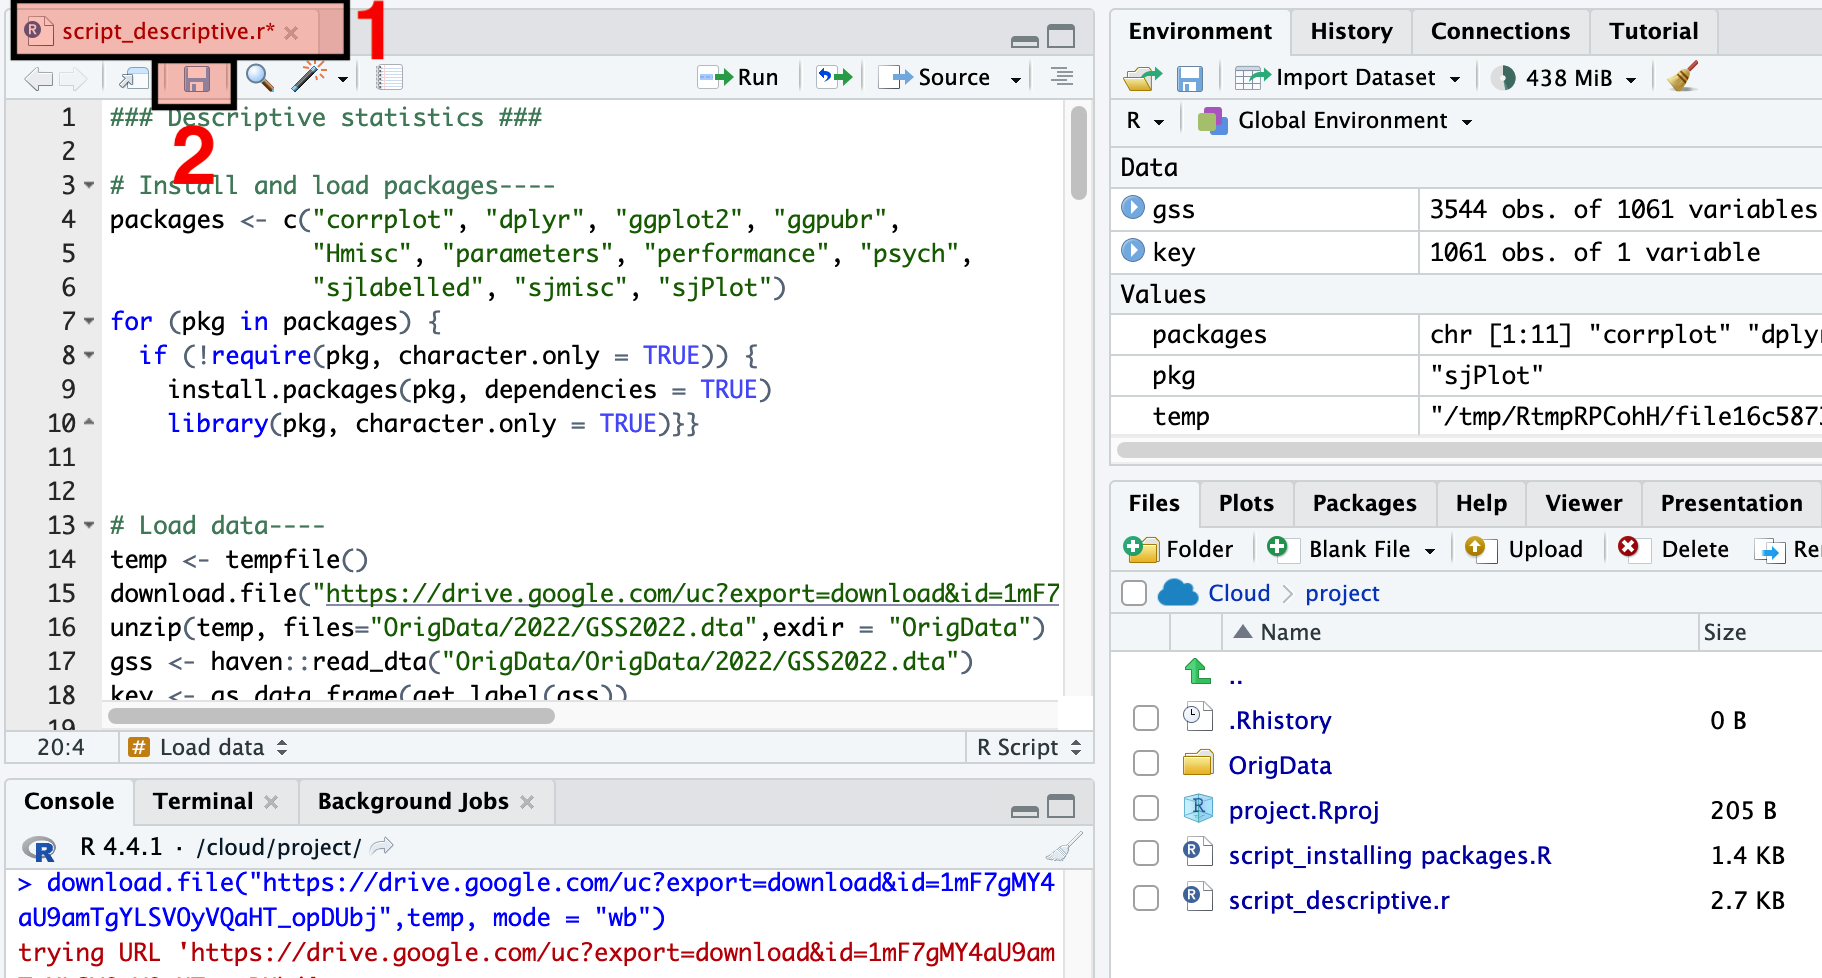 script_descriptive.r*
1
Run
Source
2
1 ### Descriptive statistics ###
2
3 # Install and load packages----
4 packages <- c("corrplot", "dplyr", "ggplot2", "ggpubr",
5 "Hmisc", "parameters", "performance", "psych",
6 "sjlabelled", "sjmisc", "sjPlot")
7 for (pkg in packages) {
8 if (!require(pkg, character.only = TRUE)) {
9 install.packages(pkg, dependencies = TRUE)
10 library(pkg, character.only = TRUE)}}
11
12
13 # Load data----
14 temp <- tempfile()
15 download.file("https://drive.google.com/uc?export=download&id=1mF7
16 unzip(temp, files="OrigData/2022/GSS2022.dta",exdir = "OrigData")
17 gss <- haven::read_dta("OrigData/OrigData/2022/GSS2022.dta")
18 key <- as.data.frame(get_label(gss))
19
20:4 # Load data R Script
Console Terminal Background Jobs
R 4.4.1 · /cloud/project/
> download.file("https://drive.google.com/uc?export=download&id=1mF7gMY4
aU9amTgYLSVOyVQaHT_opDUbj",temp, mode = "wb")
trying URL 'https://drive.google.com/uc?export=download&id=1mF7gMY4aU9am
Environment History Connections Tutorial
Import Dataset 438 MiB
R Global Environment
Data
gss 3544 obs. of 1061 variables
key 1061 obs. of 1 variable
Values
packages chr [1:11] "corrplot" "dplyr
pkg "sjPlot"
temp "/tmp/RtmpRPCohH/file16c587
Files Plots Packages Help Viewer Presentation
Folder Blank File Upload Delete Re
Cloud project
Name Size
..
.Rhistory 0 B
OrigData
project.Rproj 205 B
script_installing packages.R 1.4 KB
script_descriptive.r 2.7 KB